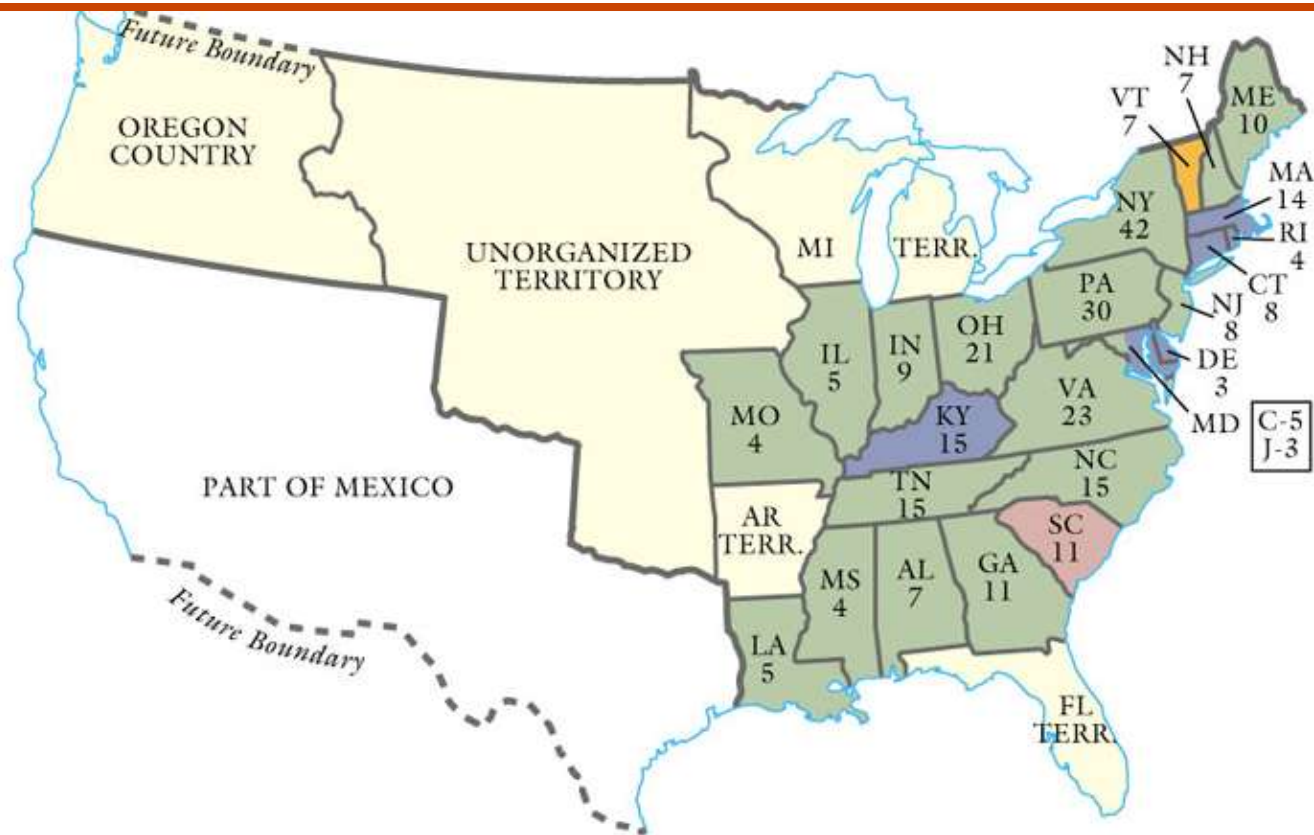 Future Boundary
OREGON
COUNTRY
UNORGANIZED
TERRITORY
PART OF MEXICO
Future Boundary
MI TERR.
NH
7
VT
7
ME
10
MA
14
RI
4
CT
8
NY
42
PA
30
NJ
8
OH
21
IN
9
IL
5
DE
3
MD
C-5
J-3
VA
23
KY
15
MO
4
NC
15
TN
15
AR
TERR.
SC
11
GA
11
AL
7
MS
4
LA
5
FL
TERR.